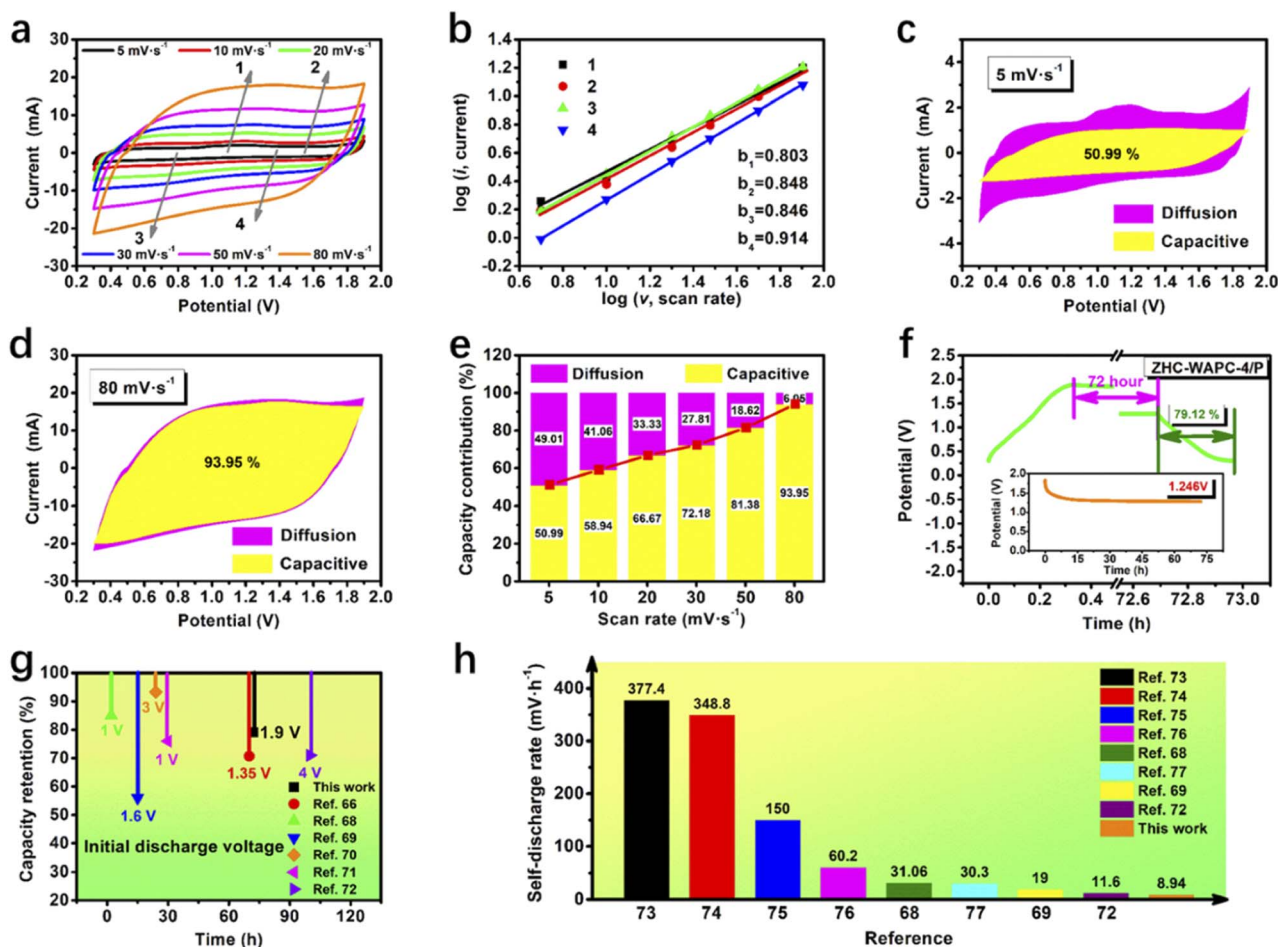 a
5 mV·s⁻¹ 10 mV·s⁻¹ 20 mV·s⁻¹
1 2
3 4
30 mV·s⁻¹ 50 mV·s⁻¹ 80 mV·s⁻¹
30
20
10
0
-10
-20
-30
Current (mA)
0.2 0.4 0.6 0.8 1.0 1.2 1.4 1.6 1.8 2.0
Potential (V)
b
1
2
3
4
b1=0.803
b2=0.848
b3=0.846
b4=0.914
1.4
1.2
1.0
0.8
0.6
0.4
0.2
0.0
-0.2
log (i, current)
0.6 0.8 1.0 1.2 1.4 1.6 1.8 2.0
log (v, scan rate)
c
5 mV·s⁻¹
50.99 %
Diffusion
Capacitive
4
2
0
-2
-4
Current (mA)
0.2 0.4 0.6 0.8 1.0 1.2 1.4 1.6 1.8 2.0
Potential (V)
d
80 mV·s⁻¹
93.95 %
Diffusion
Capacitive
30
20
10
0
-10
-20
-30
Current (mA)
0.2 0.4 0.6 0.8 1.0 1.2 1.4 1.6 1.8 2.0
Potential (V)
e
Diffusion Capacitive
49.01 41.06 33.33 27.81 18.62 6.05
50.99 58.94 66.67 72.18 81.38 93.95
120
100
80
60
40
20
0
Capacity contribution (%)
5 10 20 30 50 80
Scan rate (mV·s⁻¹)
f
ZHC-WAPC-4/P
72 hour
79.12 %
2.5
2.0
1.5
1.0
0.5
0.0
-0.5
-1.0
-1.5
-2.0
Potential (V)
1.246V
2.0
1.5
1.0
0.5
0.0
Potential (V)
0 15 30 45 60 75
Time (h)
0.0 0.2 0.4 72.6 72.8 73.0
Time (h)
g
1 V
1.6 V
3 V
1 V
1.35 V
1.9 V
4 V
This work
Ref. 66
Ref. 68
Ref. 69
Ref. 70
Ref. 71
Ref. 72
Initial discharge voltage
100
90
80
70
60
50
40
30
20
Capacity retention (%)
0 30 60 90 120
Time (h)
h
400
300
200
100
0
Self-discharge rate (mV·h⁻¹)
377.4 348.8 150 60.2 31.06 30.3 19 11.6 8.94
Ref. 73
Ref. 74
Ref. 75
Ref. 76
Ref. 68
Ref. 77
Ref. 69
Ref. 72
This work
73 74 75 76 68 77 69 72
Reference